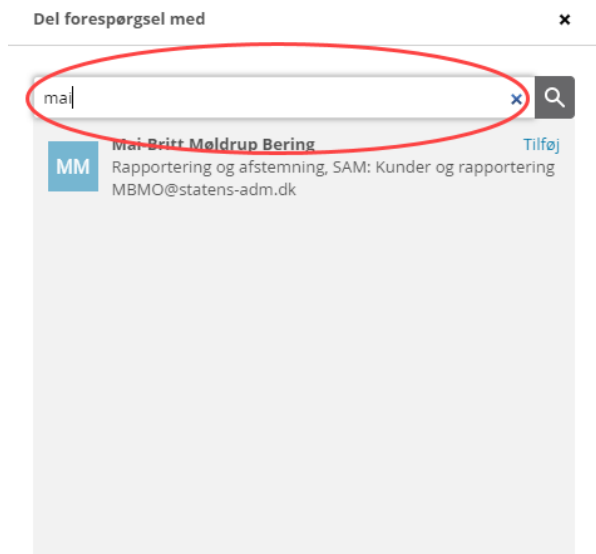 Del forespørgsel med
mai
Mai-Britt Møldrup Bering
Tilføj
MM
Rapportering og afstemning, SAM: Kunder og rapportering
MBMO@statens-adm.dk